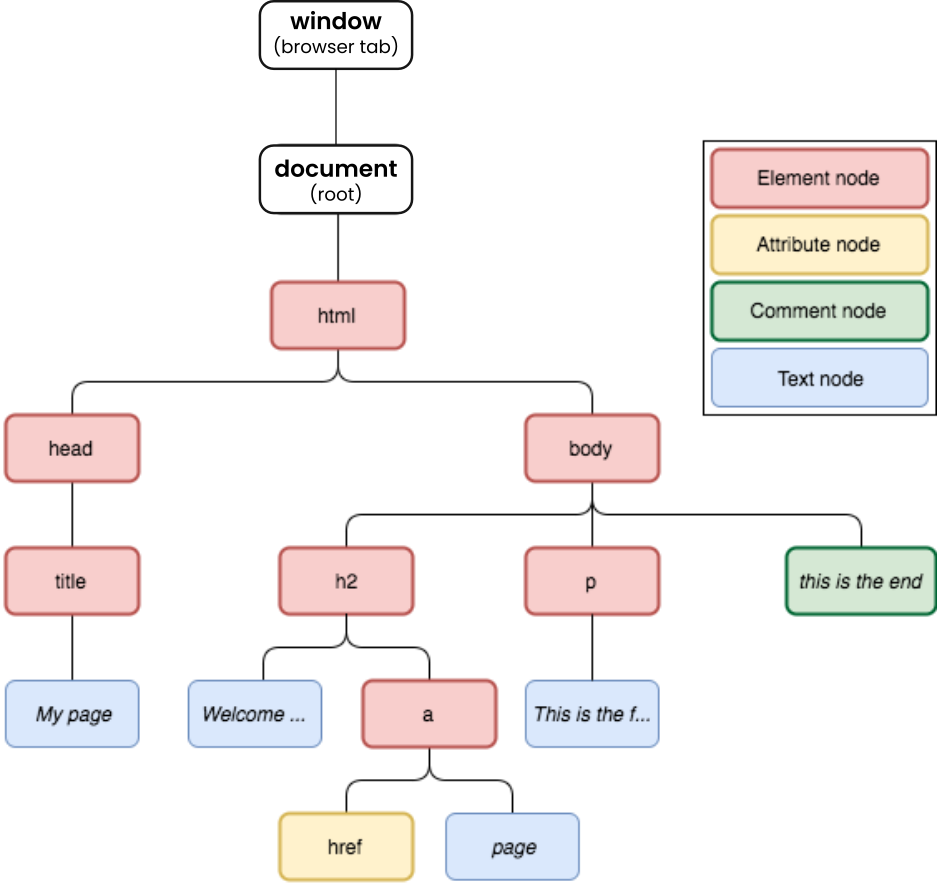 window
(browser tab)
document
(root)
Element node
Attribute node
Comment node
Text node
html
head
body
title
h2
p
this is the end
My page
Welcome ...
a
This is the f...
href
page